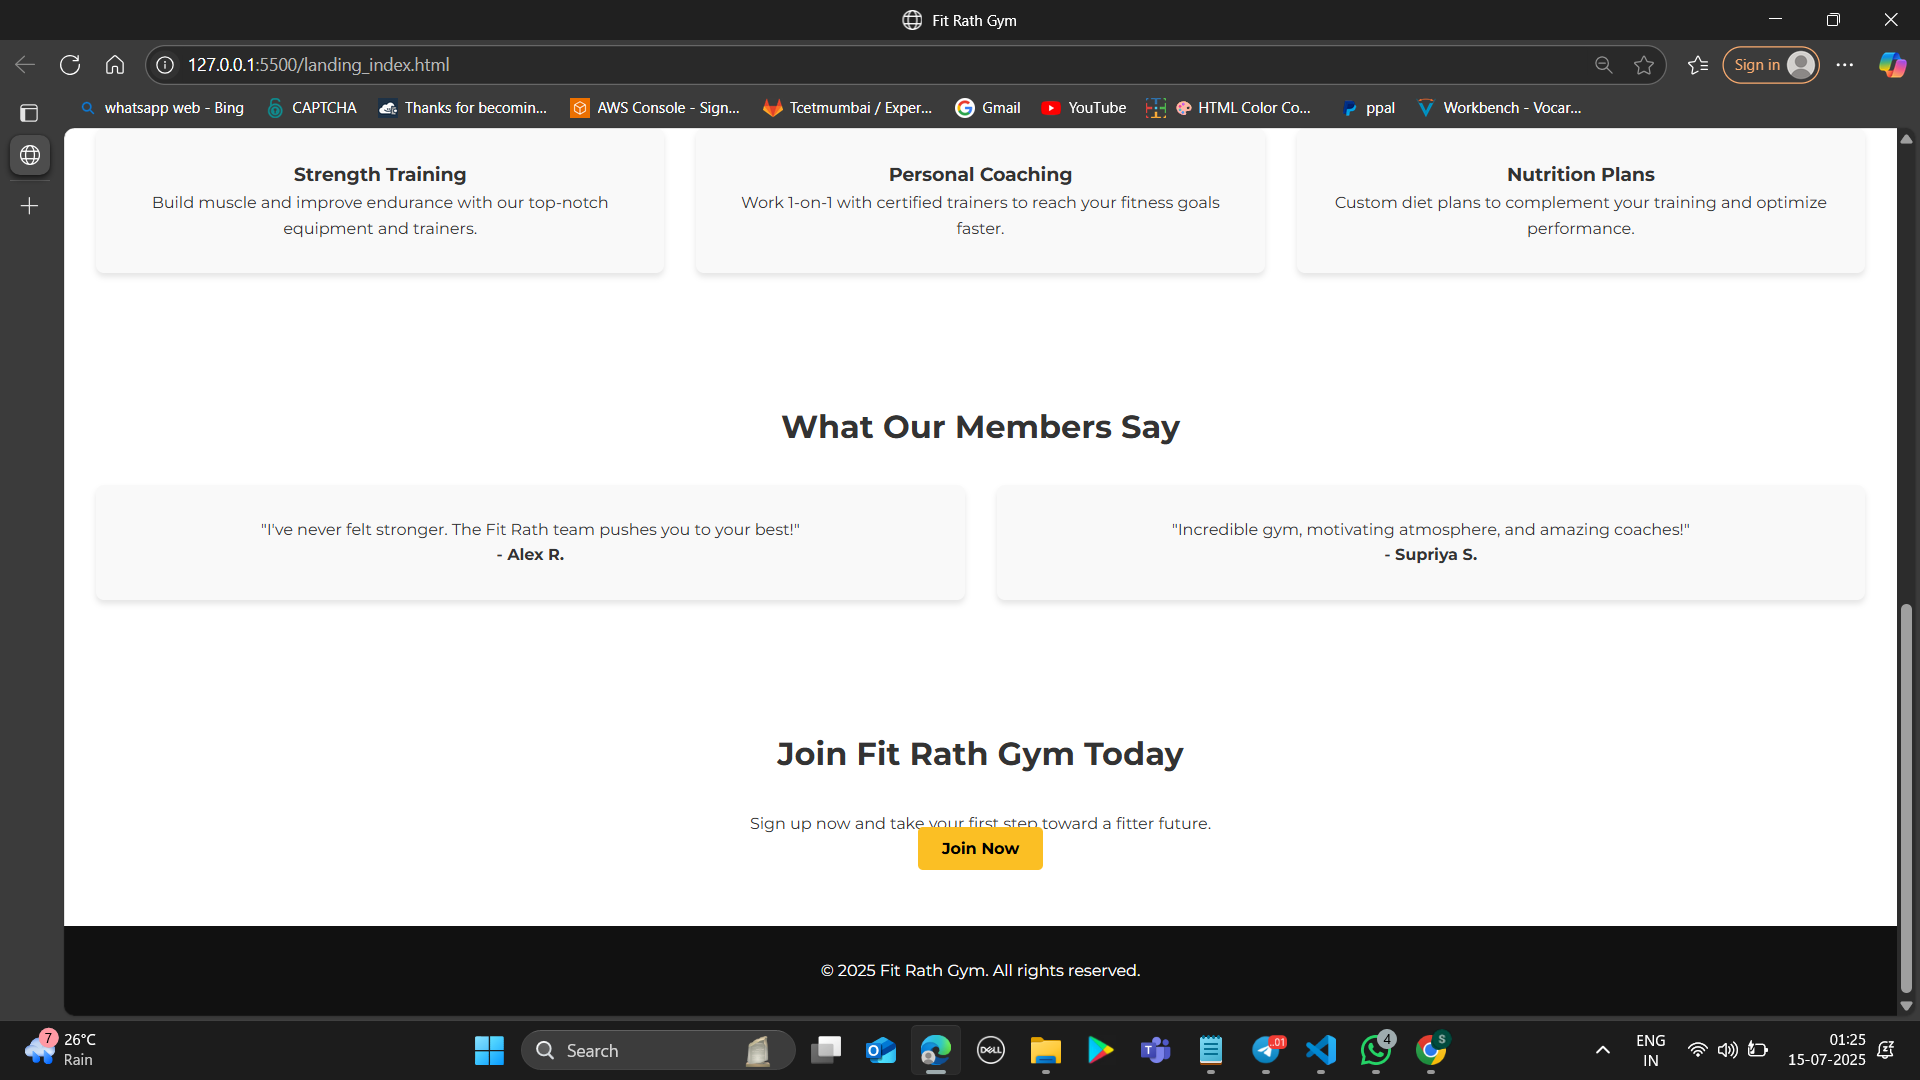 Fit Rath Gym
127.0.0.1:5500/landing_index.html
Sign in
whatsapp web - Bing
CAPTCHA
Thanks for becomin...
AWS Console - Sign...
Tcetmumbai / Exper...
Gmail
YouTube
HTML Color Co...
ppal
Workbench - Vocar...
Strength Training
Build muscle and improve endurance with our top-notch
equipment and trainers.
Personal Coaching
Work 1-on-1 with certified trainers to reach your fitness goals
faster.
Nutrition Plans
Custom diet plans to complement your training and optimize
performance.
What Our Members Say
"I've never felt stronger. The Fit Rath team pushes you to your best!"
- Alex R.
"Incredible gym, motivating atmosphere, and amazing coaches!"
- Supriya S.
Join Fit Rath Gym Today
Sign up now and take your first step toward a fitter future.
Join Now
© 2025 Fit Rath Gym. All rights reserved.
7
26°C
Rain
Search
DELL
.01
4
S
ENG
IN
01:25
15-07-2025